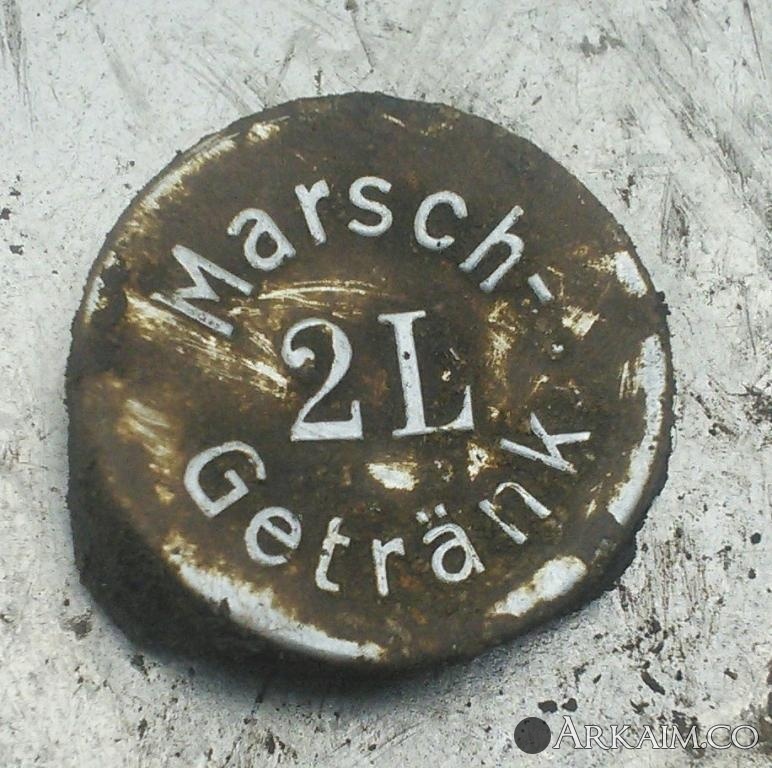 Marsch-
2L
Getränk
ARKAIM.CO